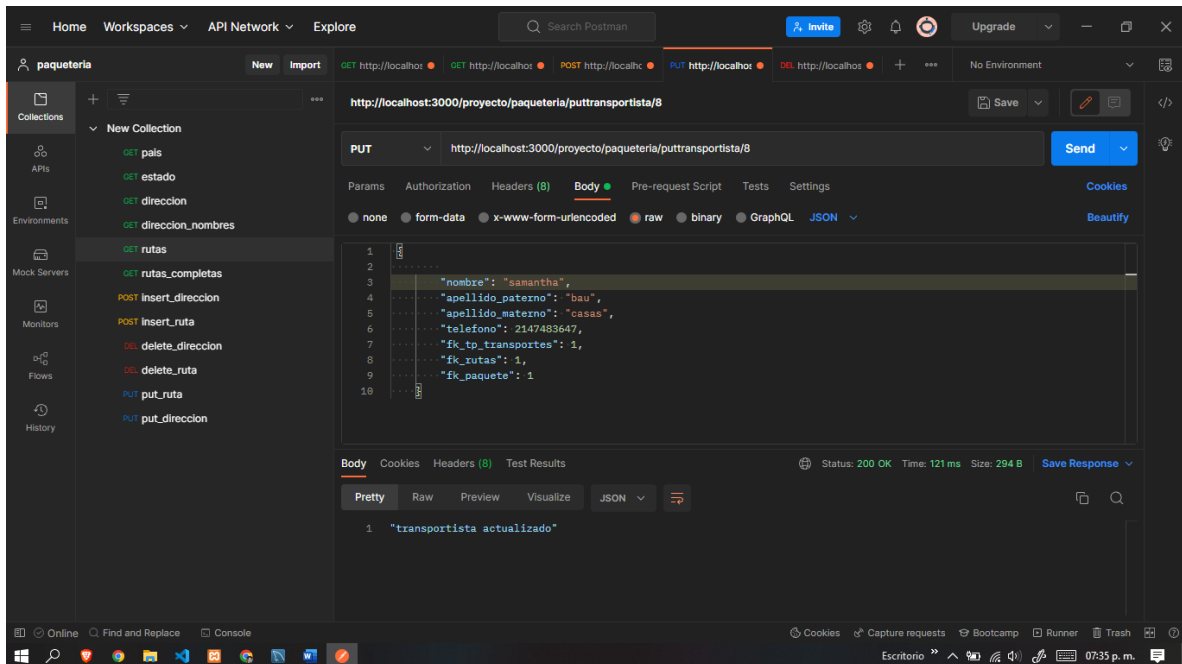 Home Workspaces API Network Explore Search Postman Invite Upgrade
paqueteria New Import GET http://localhos GET http://localhos POST http://localhc PUT http://localhos DEL http://localhos No Environment
Collections
APIs
Environments
Mock Servers
Monitors
Flows
History
New Collection
GET pais
GET estado
GET direccion
GET direccion_nombres
GET rutas
GET rutas_completas
POST insert_direccion
POST insert_ruta
DEL delete_direccion
DEL delete_ruta
PUT put_ruta
PUT put_direccion
http://localhost:3000/proyecto/paqueteria/puttransportista/8 Save
PUT http://localhost:3000/proyecto/paqueteria/puttransportista/8 Send
Params Authorization Headers (8) Body Pre-request Script Tests Settings Cookies
none form-data x-www-form-urlencoded raw binary GraphQL JSON Beautify
1 {
2
3 "nombre": "samantha",
4 "apellido_paterno": "bau",
5 "apellido_materno": "casas",
6 "telefono": 2147483647,
7 "fk_tp_transportes": 1,
8 "fk_rutas": 1,
9 "fk_paquete": 1
10 }
Body Cookies Headers (8) Test Results Status: 200 OK Time: 121 ms Size: 294 B Save Response
Pretty Raw Preview Visualize JSON
1 "transportista actualizado"
Online Find and Replace Console Cookies Capture requests Bootcamp Runner Trash
Escritorio 07:35 p. m.